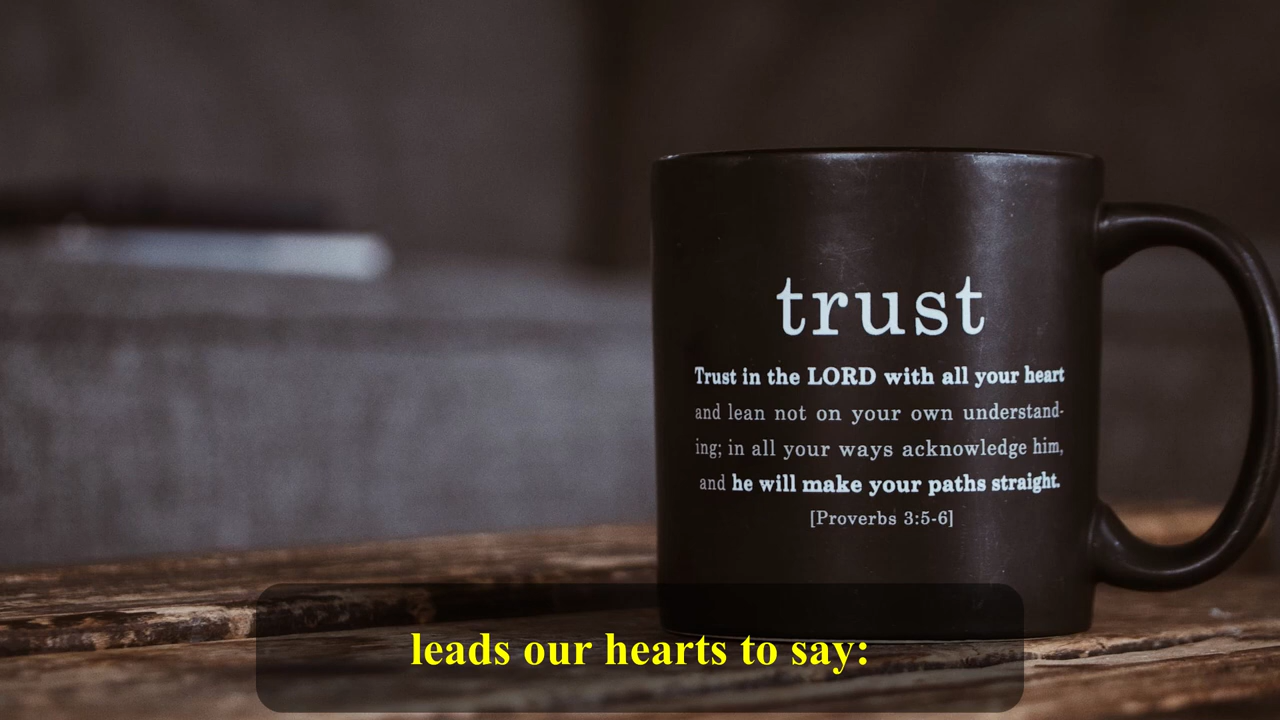 trust
Trust in the LORD with all your heart
and lean not on your own understand-
ing; in all your ways acknowledge him,
and he will make your paths straight.
[Proverbs 3:5-6]
leads our hearts to say: